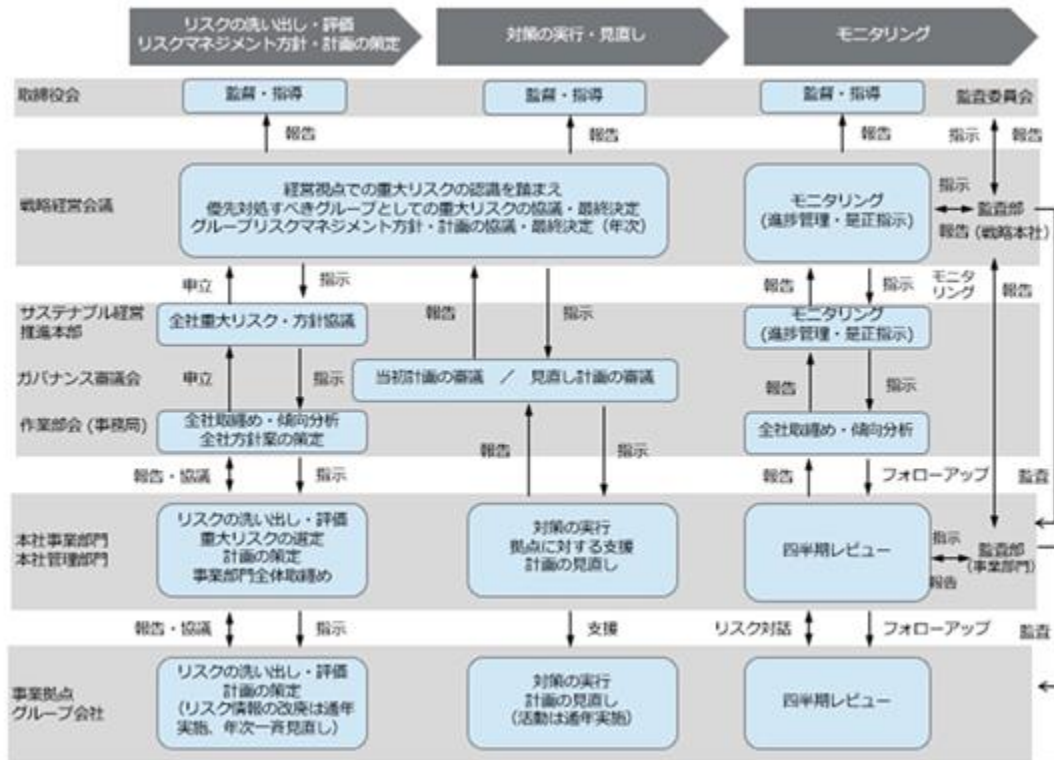 リスクの洗い出し・評価
リスクマネジメント方針・計画の策定
対策の実行・見直し
モニタリング
取締役会
監督・指導
監督・指導
監督・指導
監査委員会
報告
報告
報告
指示
報告
戦略経営会議
経営視点での重大リスクの認識を踏まえ
優先対処すべきグループとしての重大リスクの協議・最終決定
グループリスクマネジメント方針・計画の協議・最終決定（年次）
モニタリング
(進捗管理・是正指示)
指示
監査部
報告
(戦略本社)
申立
指示
報告
指示
報告
指示
モニタ
リング
報告
サステナブル経営
推進本部
全社重大リスク・方針協議
モニタリング
(進捗管理・是正指示)
ガバナンス審議会
申立
指示
当初計画の審議　／　見直し計画の審議
報告
指示
作業部会 (事務局)
全社取纏め・傾向分析
全社方針案の策定
報告
指示
全社取纏め・傾向分析
報告・協議
指示
報告
フォローアップ
監査
本社事業部門
本社管理部門
リスクの洗い出し・評価
重大リスクの選定
計画の策定
事業部門全体取纏め
対策の実行
拠点に対する支援
計画の見直し
四半期レビュー
指示
報告
監査部
(事業部門)
報告・協議
指示
支援
リスク対話
フォローアップ
監査
事業拠点
グループ会社
リスクの洗い出し・評価
計画の策定
(リスク情報の改廃は通年
実施、年次一斉見直し)
対策の実行
計画の見直し
(活動は通年実施)
四半期レビュー